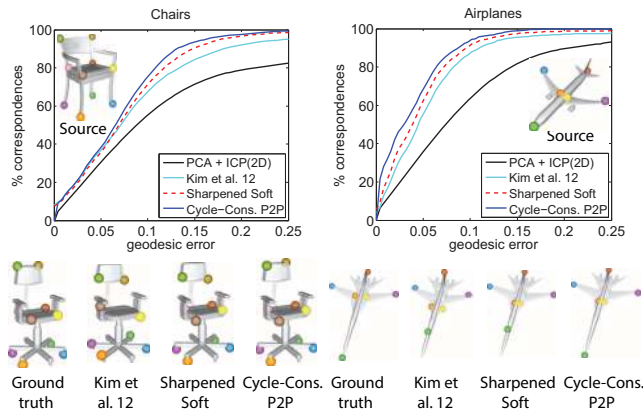 Chairs
100
80
60
40
20
0
% correspondences
Source
PCA + ICP(2D)
Kim et al. 12
Sharpened Soft
Cycle−Cons. P2P
0
0.05
0.1
0.15
0.2
0.25
geodesic error
Airplanes
100
80
60
40
20
0
% correspondences
Source
PCA + ICP(2D)
Kim et al. 12
Sharpened Soft
Cycle−Cons. P2P
0
0.05
0.1
0.15
0.2
0.25
geodesic error
Ground
truth
Kim et
al. 12
Sharpened
Soft
Cycle-Cons.
P2P
Ground
truth
Kim et
al. 12
Sharpened
Soft
Cycle-Cons.
P2P